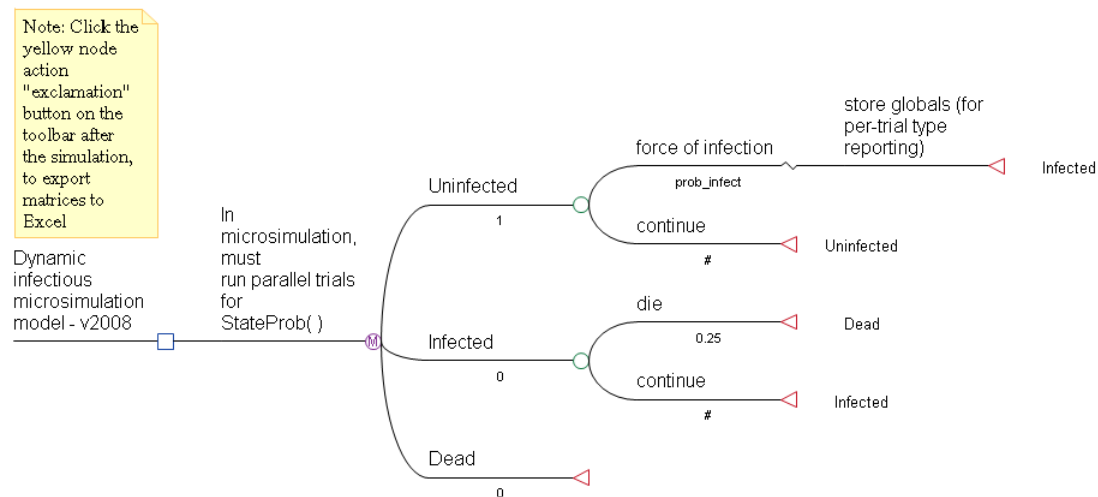 Note: Click the
yellow node
action
"exclamation"
button on the
toolbar after
the simulation,
to export
matrices to
Excel
Dynamic
infectious
microsimulation
model - v2008
In
microsimulation,
must
run parallel trials
for
StateProb( )
M
Uninfected
1
force of infection
prob_infect
store globals (for
per-trial type
reporting)
Infected
continue
#
Uninfected
Infected
0
die
0.25
Dead
continue
#
Infected
Dead
0